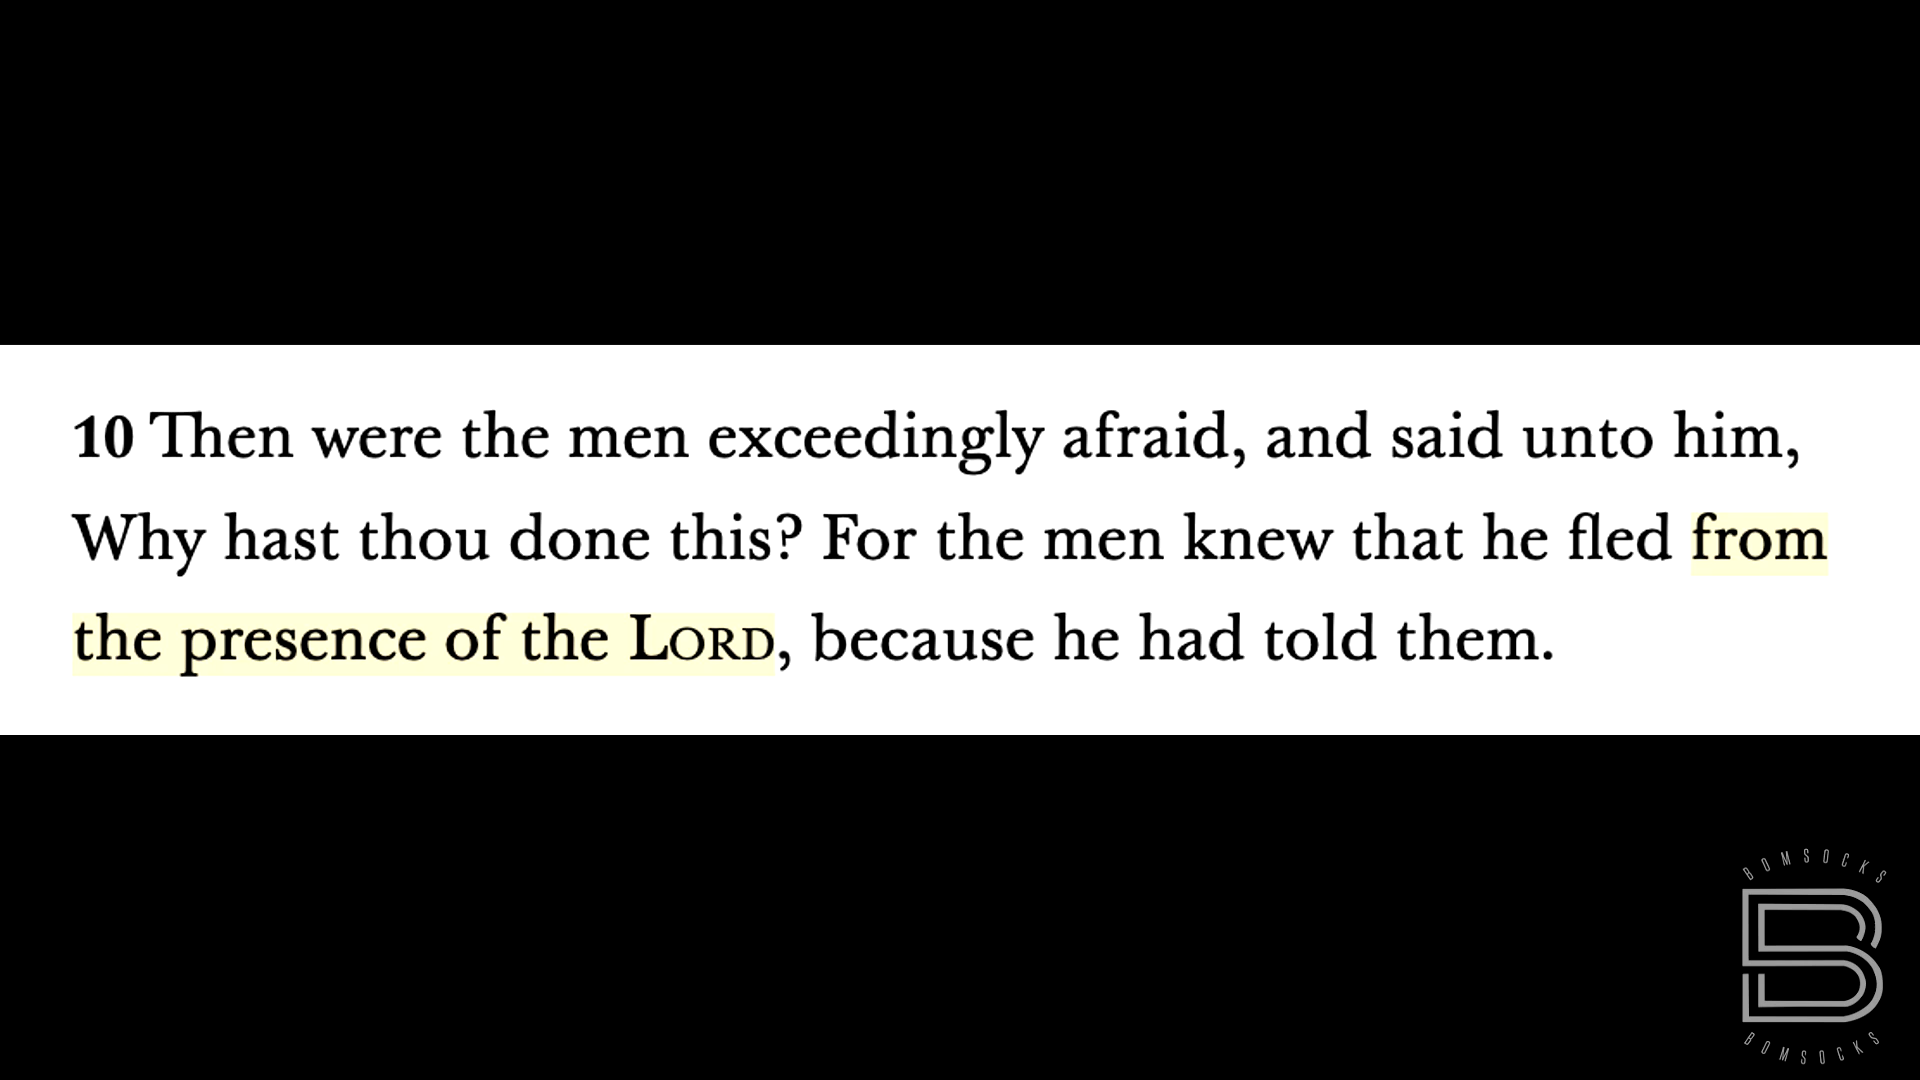 10 Then were the men exceedingly afraid, and said unto him,
Why hast thou done this? For the men knew that he fled from
the presence of the LORD, because he had told them.
BOMSOCKS
B
BOMSOCKS